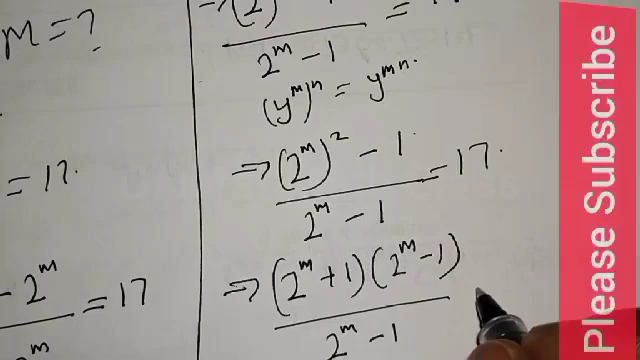 m = ?
= 17.
- 2^m
= 17
2^m - 1
(y^m)^n = y^mn.
⇒ (2^m)^2 - 1
= 17.
2^m - 1
⇒ (2^m + 1)(2^m - 1)
2^m - 1
Please Subscribe